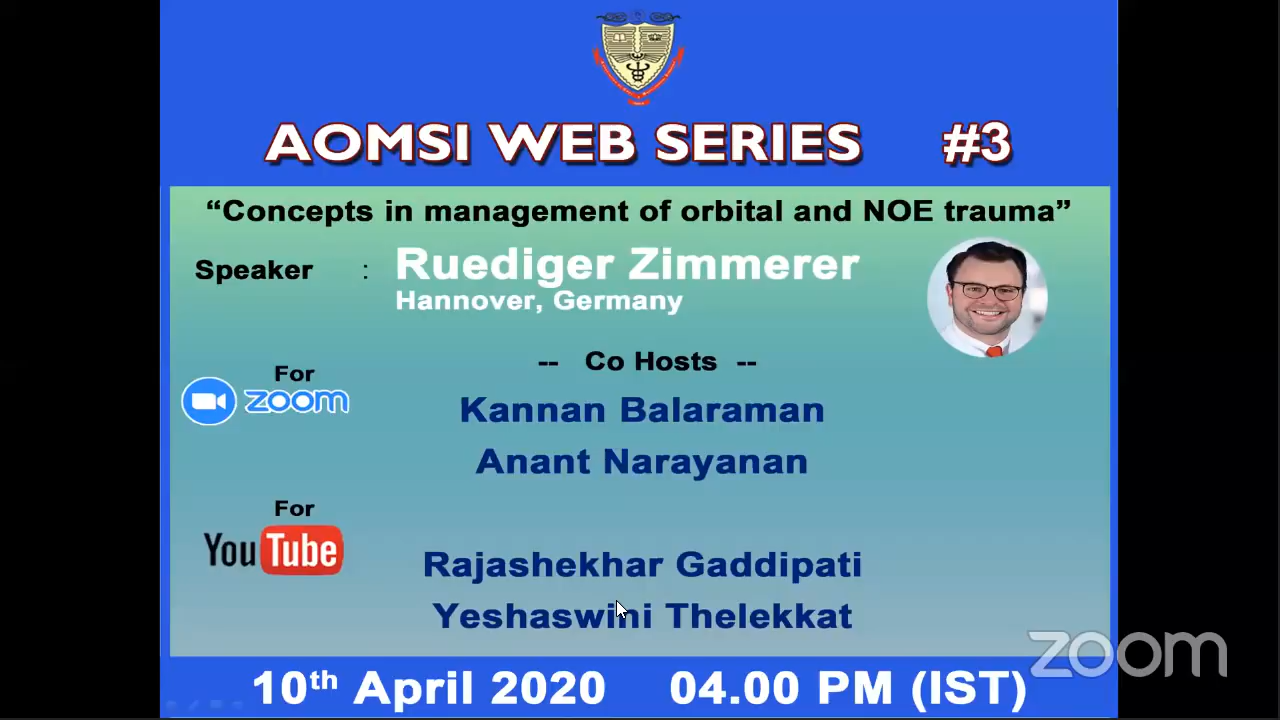 AOMSI WEB SERIES #3
“Concepts in management of orbital and NOE trauma”
Speaker : Ruediger Zimmerer
Hannover, Germany
-- Co Hosts --
For
zoom
Kannan Balaraman
Anant Narayanan
For
YouTube
Rajashekhar Gaddipati
Yeshaswini Thelekkat
zoom
10th April 2020 04.00 PM (IST)